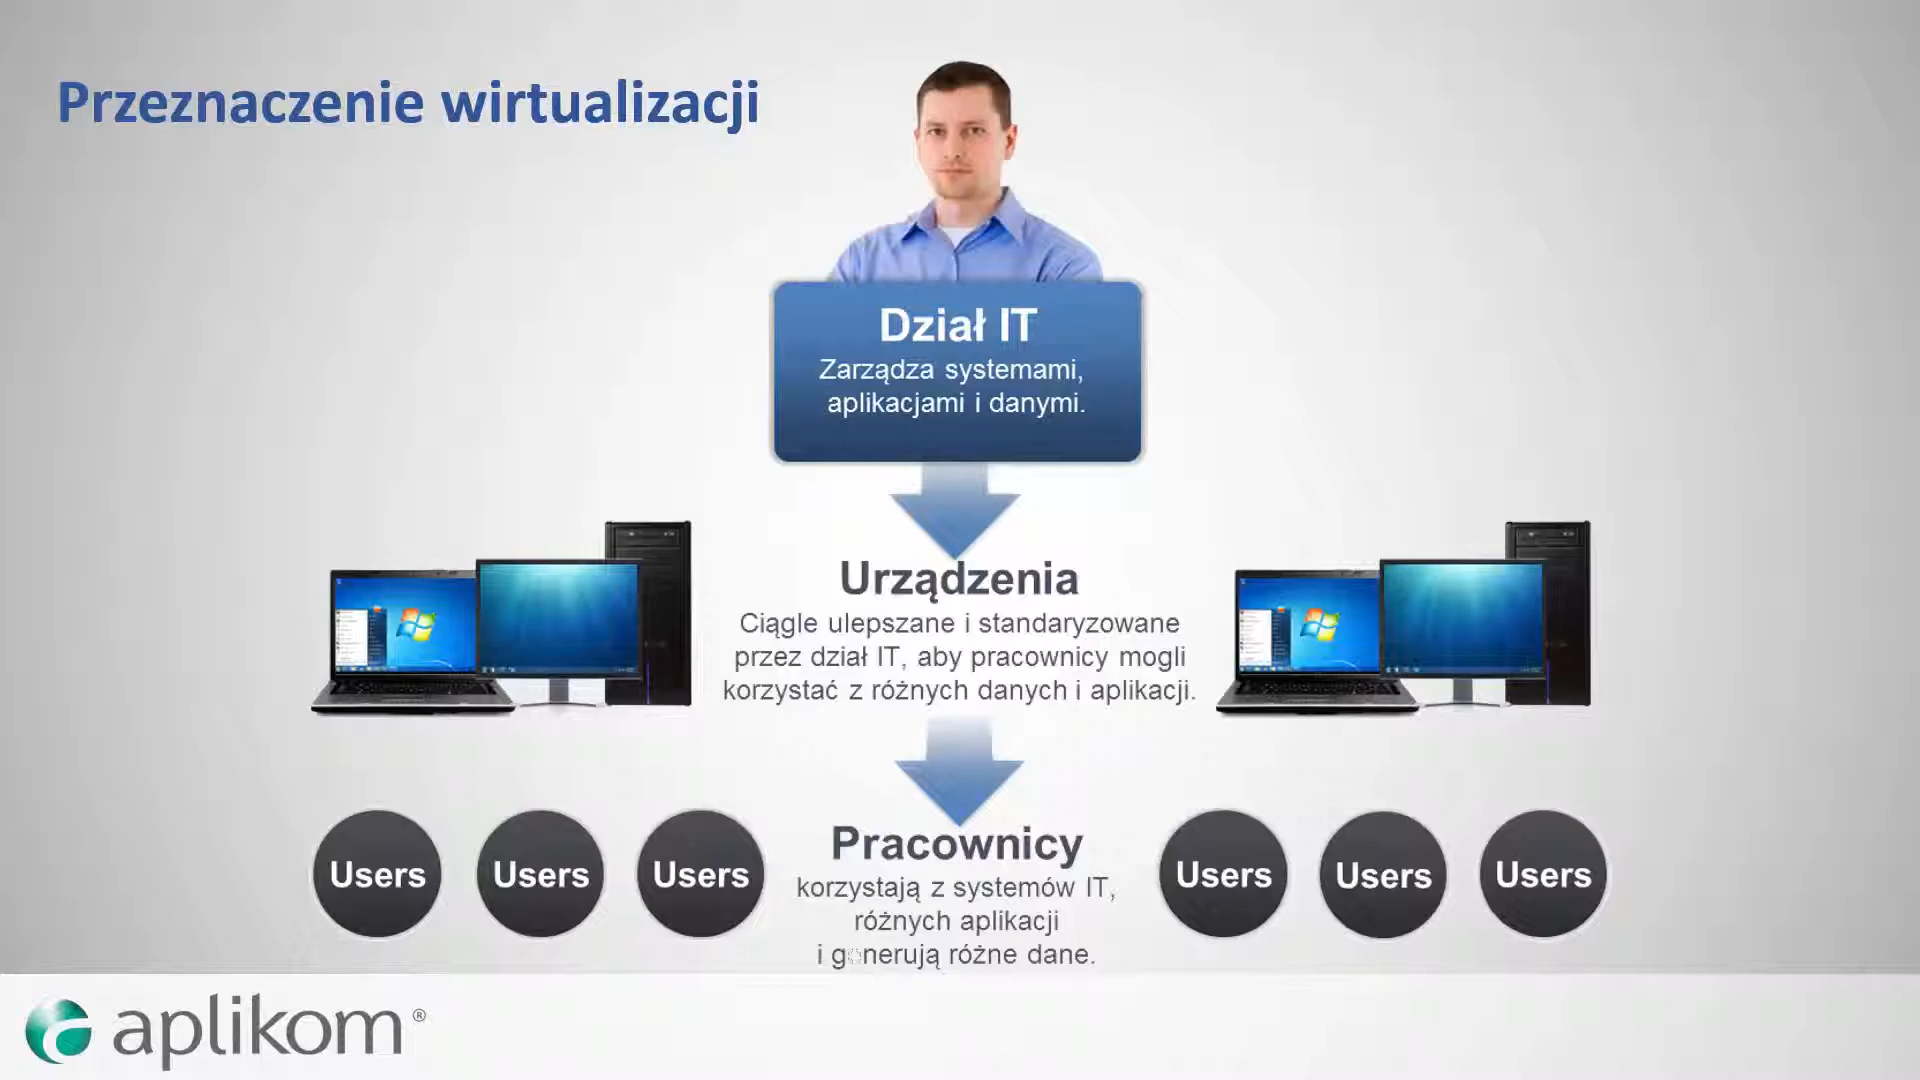 Przeznaczenie wirtualizacji
Dział IT
Zarządza systemami,
aplikacjami i danymi.
Urządzenia
Ciągle ulepszane i standaryzowane
przez dział IT, aby pracownicy mogli
korzystać z różnych danych i aplikacji.
Pracownicy
korzystają z systemów IT,
różnych aplikacji
i generują różne dane.
Users Users Users Users Users Users
aplikom®